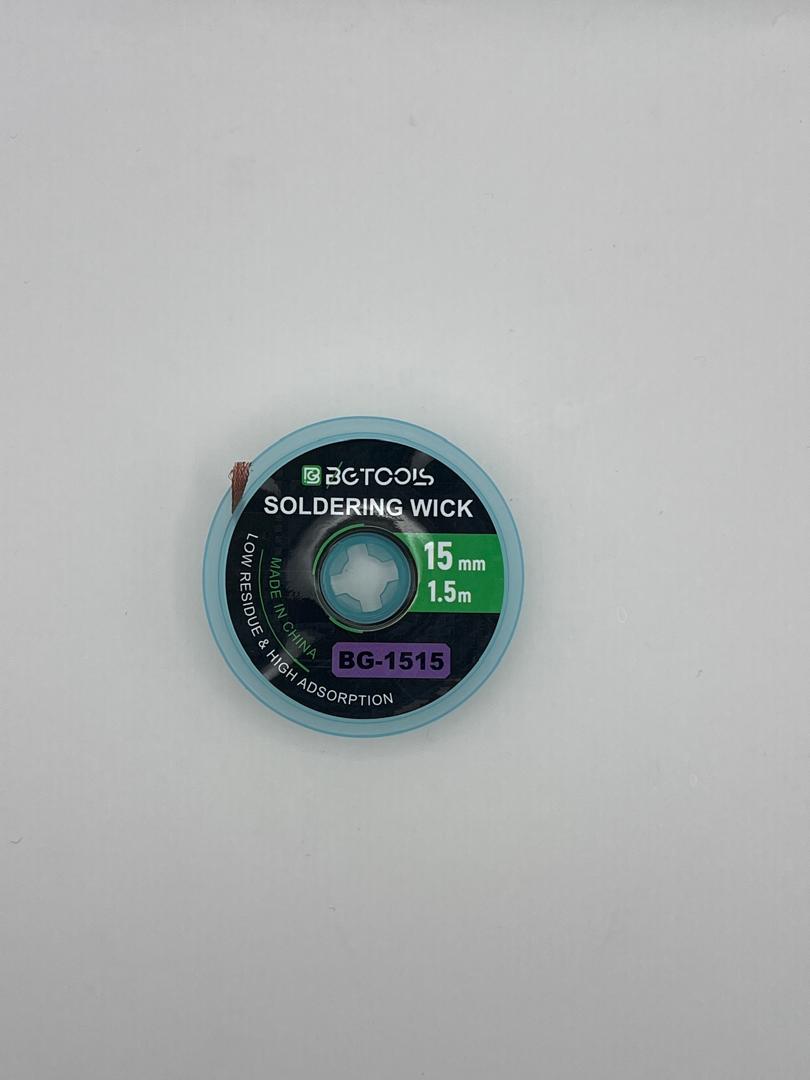 BGTOOLS
SOLDERING WICK
15 mm
1.5m
BG-1515
MADE IN CHINA
LOW RESIDUE & HIGH ADSORPTION